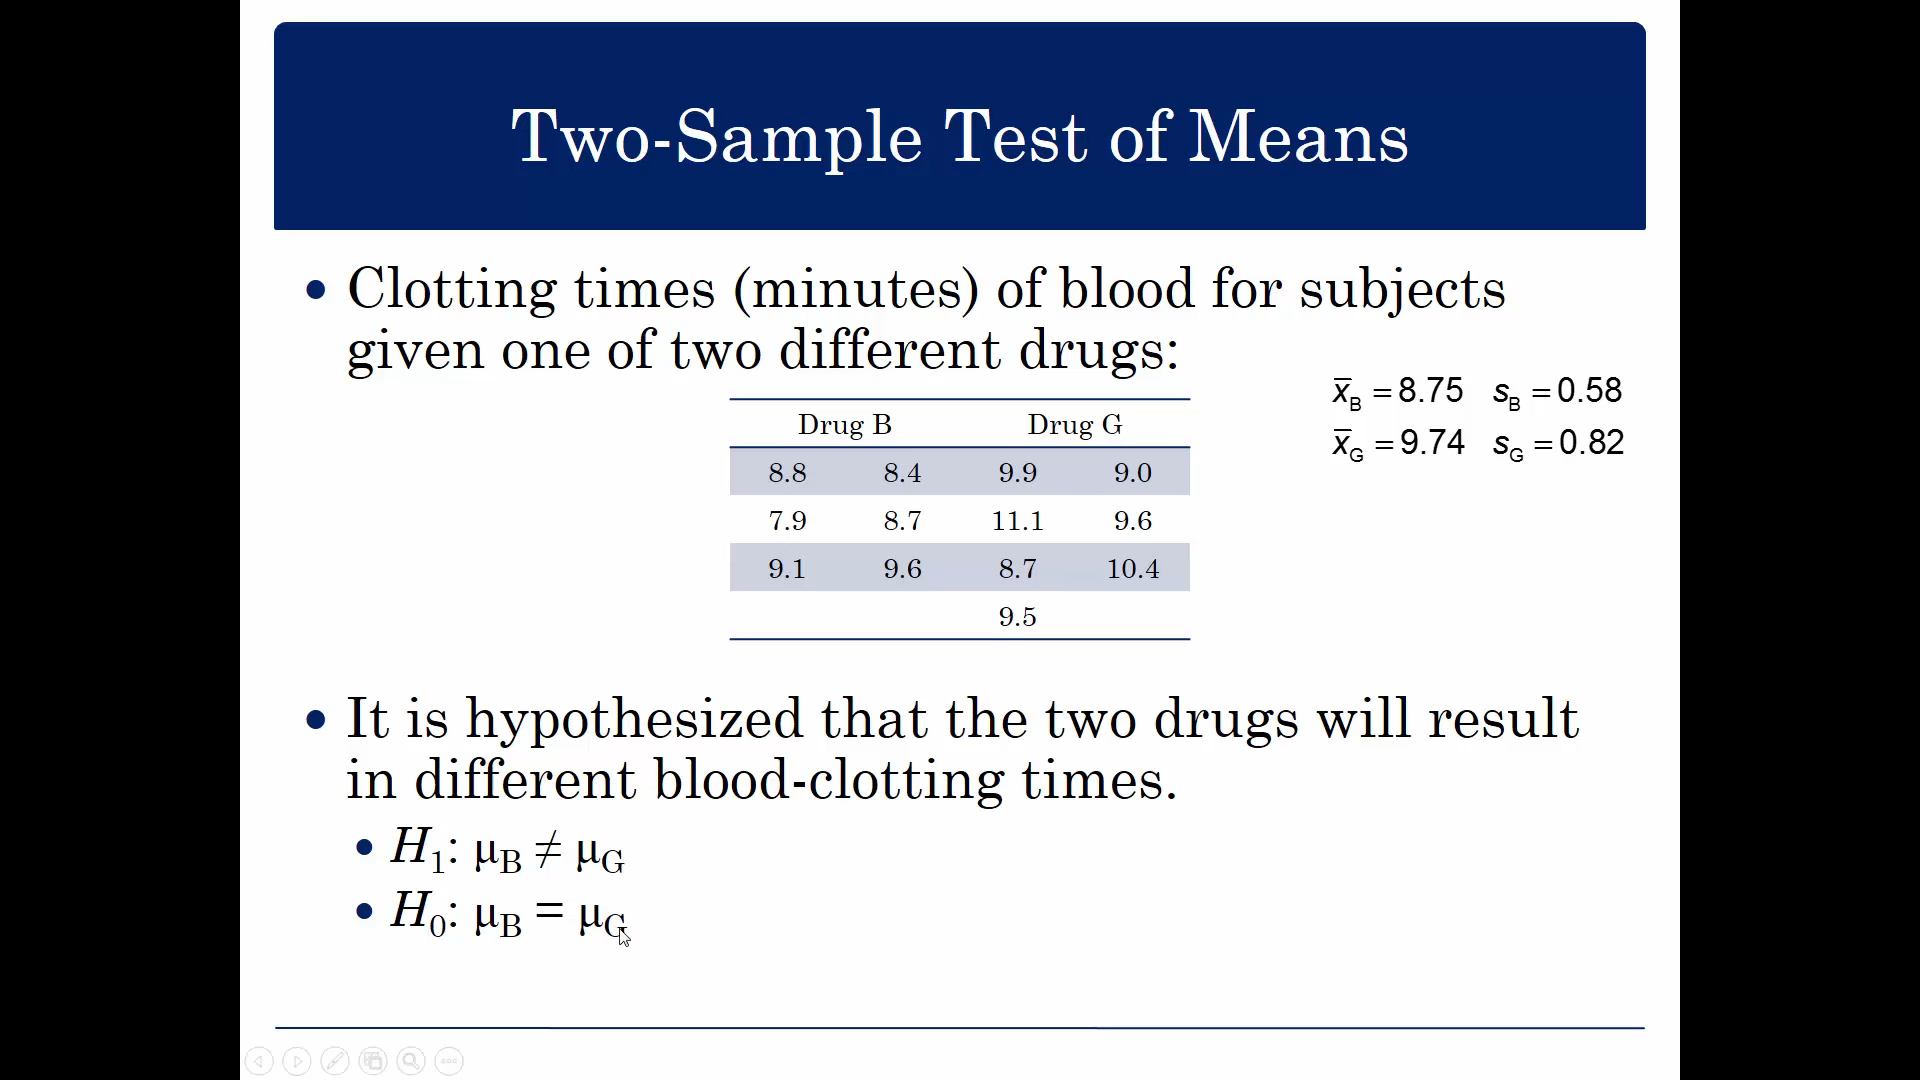 Two-Sample Test of Means
• Clotting times (minutes) of blood for subjects
given one of two different drugs:
x̄B = 8.75 sB = 0.58
x̄G = 9.74 sG = 0.82
Drug B Drug G
8.8 8.4 9.9 9.0
7.9 8.7 11.1 9.6
9.1 9.6 8.7 10.4
9.5
• It is hypothesized that the two drugs will result
in different blood-clotting times.
• H₁: μB ≠ μG
• H₀: μB = μG